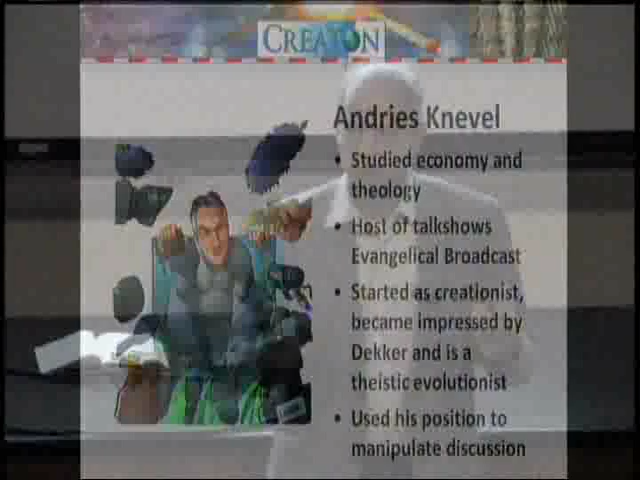 CREATON
Andries Knevel
• Studied economy and
theology
• Host of talkshows
Evangelical Broadcast
• Started as creationist,
became impressed by
Dekker and is a
theistic evolutionist
• Used his position to
manipulate discussion